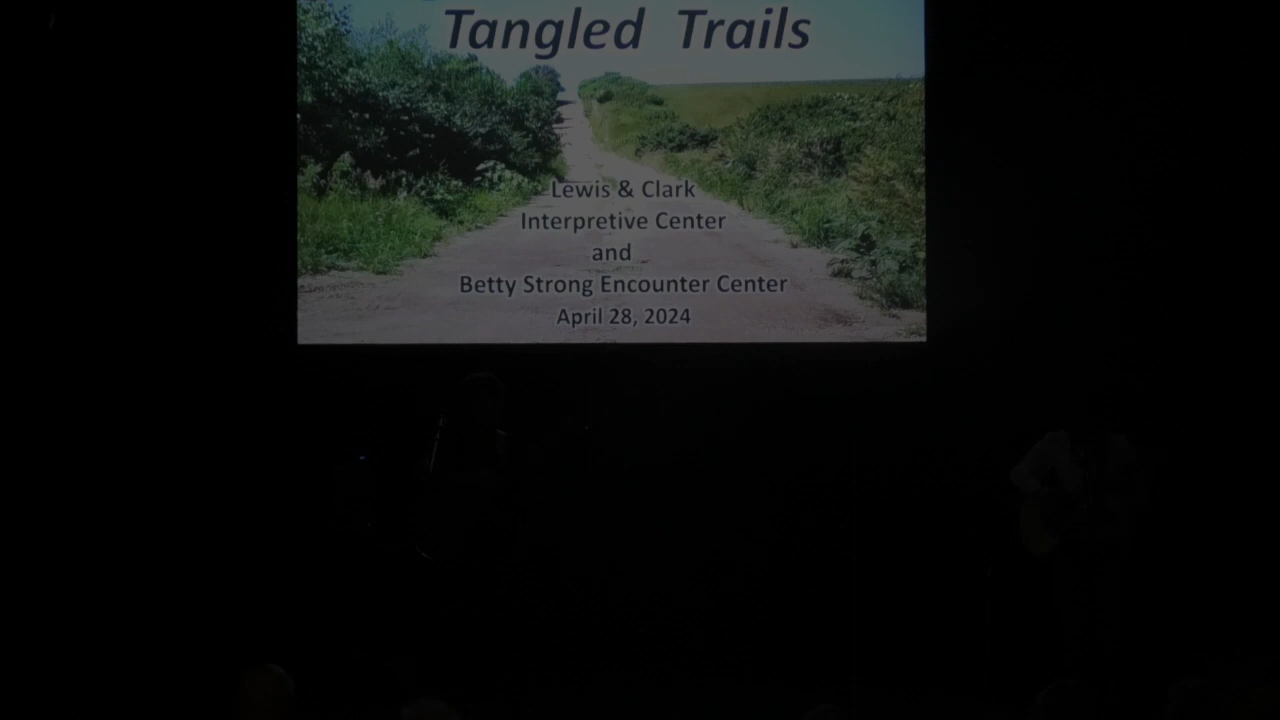 Tangled Trails
Lewis & Clark
Interpretive Center
and
Betty Strong Encounter Center
April 28, 2024